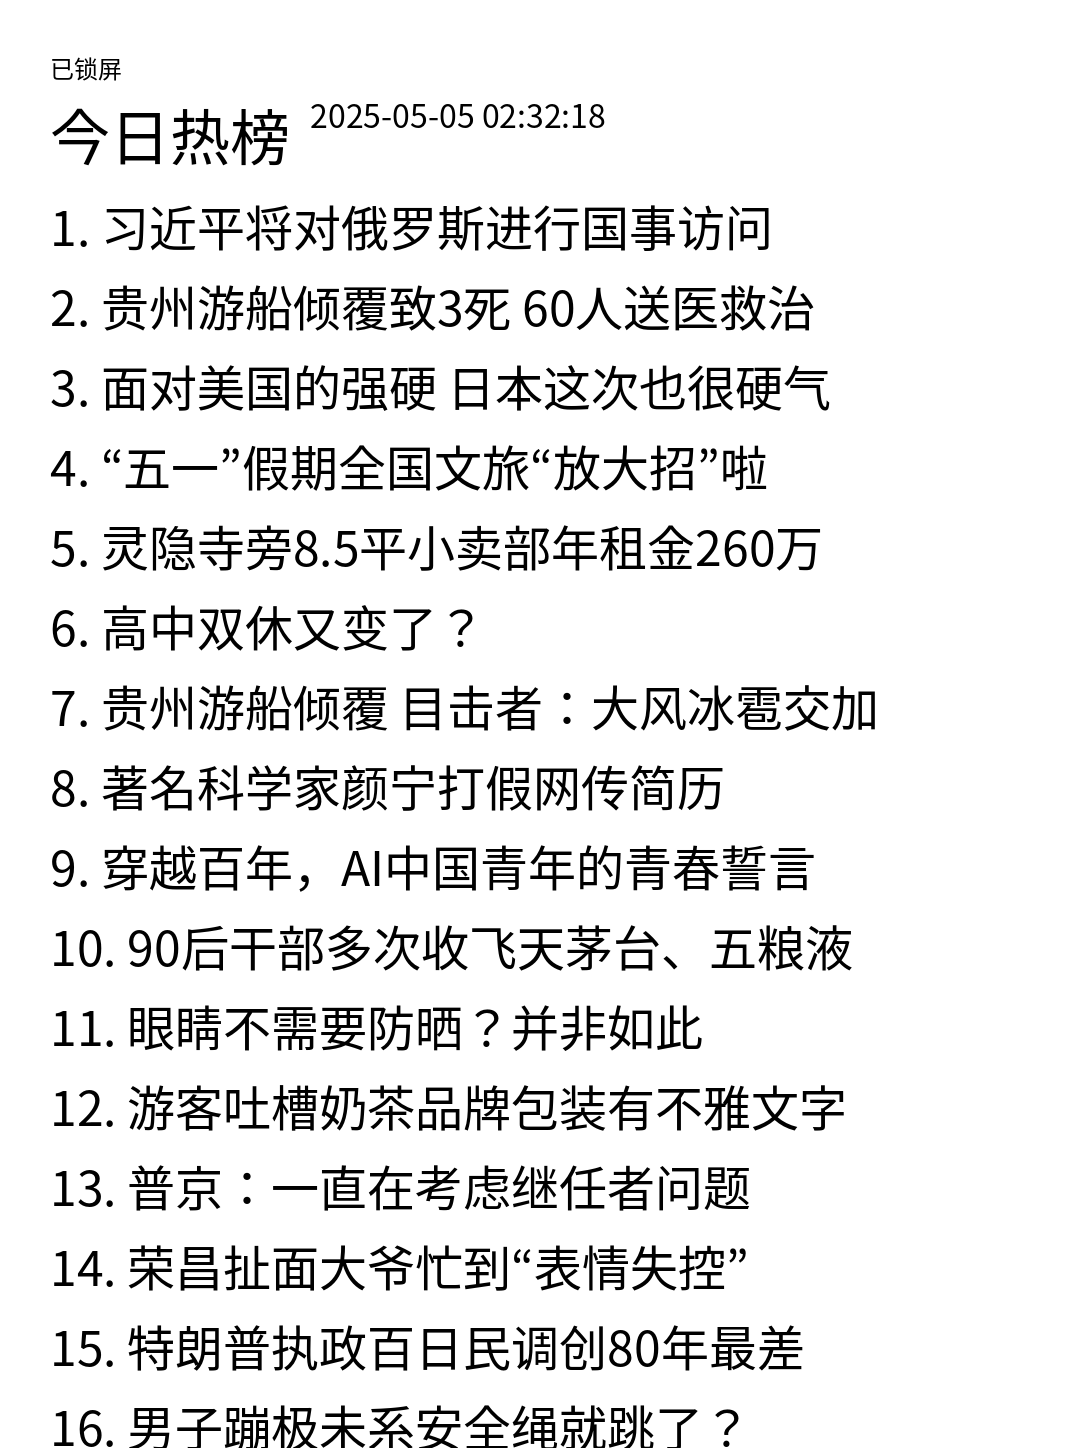 已锁屏
今日热榜 2025-05-05 02:32:18
1. 习近平将对俄罗斯进行国事访问
2. 贵州游船倾覆致3死 60人送医救治
3. 面对美国的强硬 日本这次也很硬气
4. “五一”假期全国文旅“放大招”啦
5. 灵隐寺旁8.5平小卖部年租金260万
6. 高中双休又变了？
7. 贵州游船倾覆 目击者：大风冰雹交加
8. 著名科学家颜宁打假网传简历
9. 穿越百年，AI中国青年的青春誓言
10. 90后干部多次收飞天茅台、五粮液
11. 眼睛不需要防晒？并非如此
12. 游客吐槽奶茶品牌包装有不雅文字
13. 普京：一直在考虑继任者问题
14. 荣昌扯面大爷忙到“表情失控”
15. 特朗普执政百日民调创80年最差
16. 男子蹦极未系安全绳就跳了？